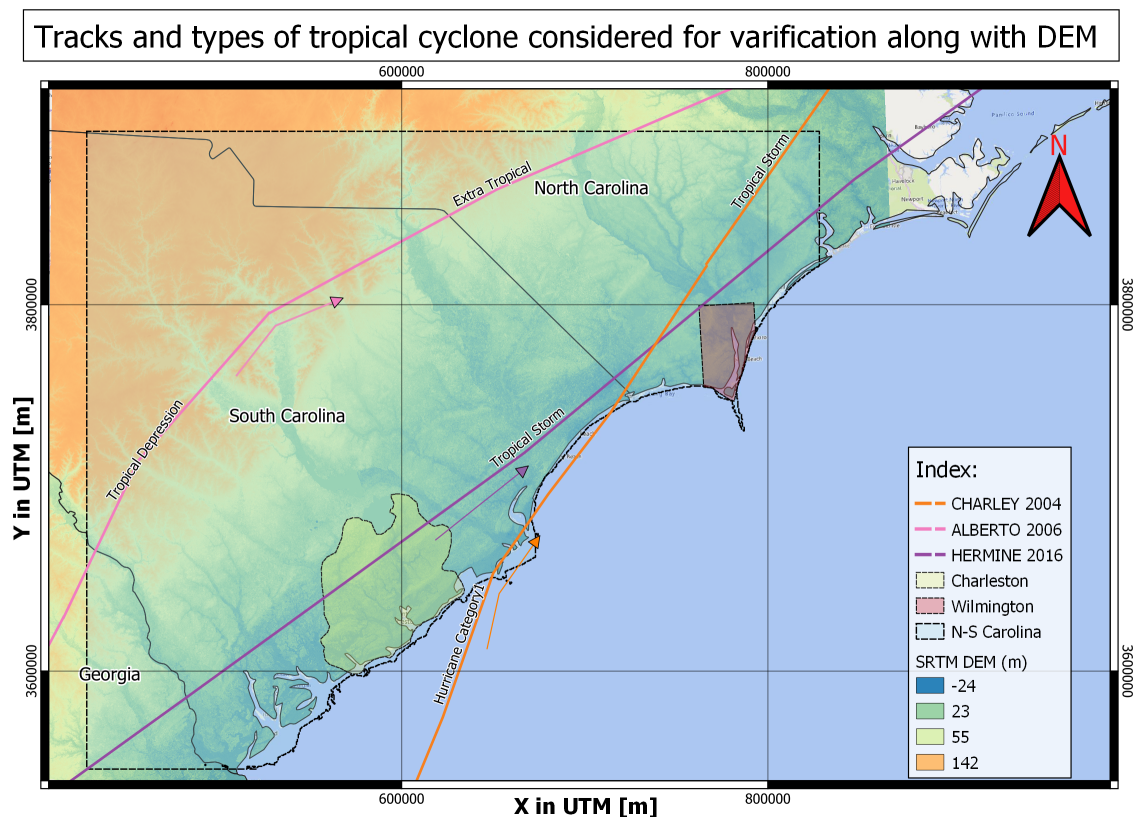 Tracks and types of tropical cyclone considered for varification along with DEM
600000
800000
N
Extra Tropical
North Carolina
Tropical Storm
Newport
3800000
3800000
South Carolina
Tropical Depression
Tropical Storm
Hurricane Category1
Georgia
3600000
3600000
Y in UTM [m]
Index:
CHARLEY 2004
ALBERTO 2006
HERMINE 2016
Charleston
Wilmington
N-S Carolina
SRTM DEM (m)
-24
23
55
142
600000
800000
X in UTM [m]